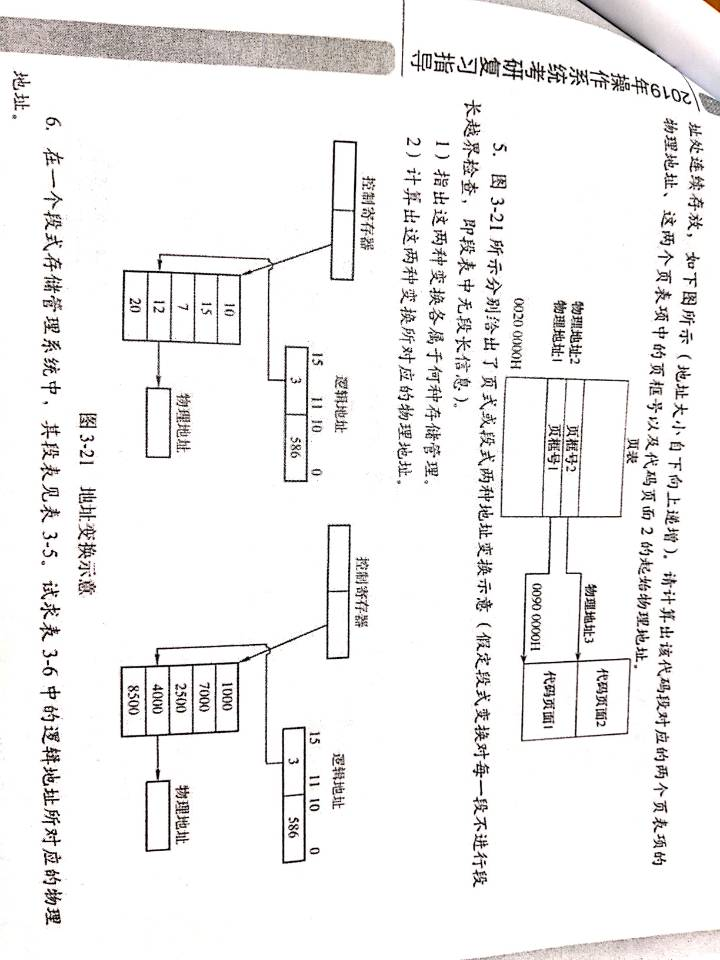 2019年操作系统考研复习指导
址处连续存放，如下图所示（地址大小自下向上递增）。请计算出该代码段对应的两个页表项的
物理地址、这两个页表项中的页框号以及代码页面 2 的起始物理地址。
页表
物理地址3
代码页面2
物理地址2
页框号2
物理地址1
页框号1
0090 0000H
代码页面1
0020 0000H
5. 图 3-21 所示分别给出了页式或段式两种地址变换示意（假定段式变换对每一段不进行段
长越界检查，即段表中无段长信息）。
1）指出这两种变换各属于何种存储管理。
2）计算出这两种变换所对应的物理地址。
控制寄存器
逻辑地址
15 11 10 0
3 586
10
15
7
12
20
物理地址
控制寄存器
逻辑地址
15 11 10 0
3 586
1000
7000
2500
4000
8500
物理地址
图 3-21 地址变换示意
6. 在一个段式存储管理系统中，其段表见表 3-5。试求表 3-6 中的逻辑地址所对应的物理
地址。